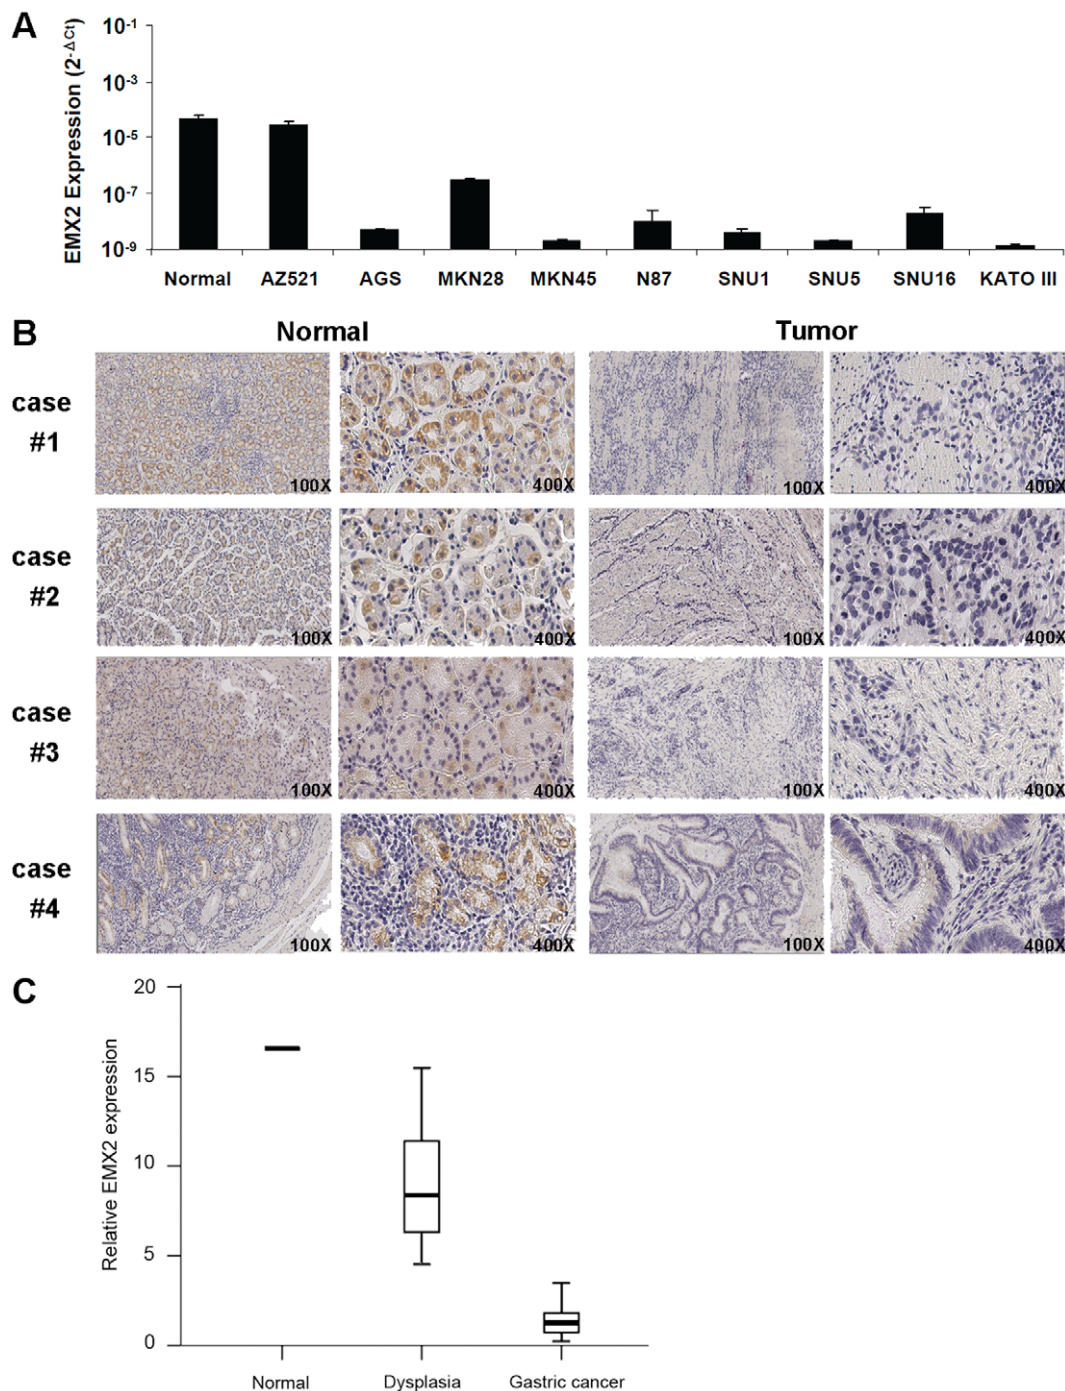 A
EMX2 Expression (2^-ΔCt)
10^-1
10^-3
10^-5
10^-7
10^-9
Normal AZ521 AGS MKN28 MKN45 N87 SNU1 SNU5 SNU16 KATO III
B
Normal Tumor
case
#1
100X 400X 100X 400X
case
#2
100X 400X 100X 400X
case
#3
100X 400X 100X 400X
case
#4
100X 400X 100X 400X
C
Relative EMX2 expression
20
15
10
5
0
Normal Dysplasia Gastric cancer